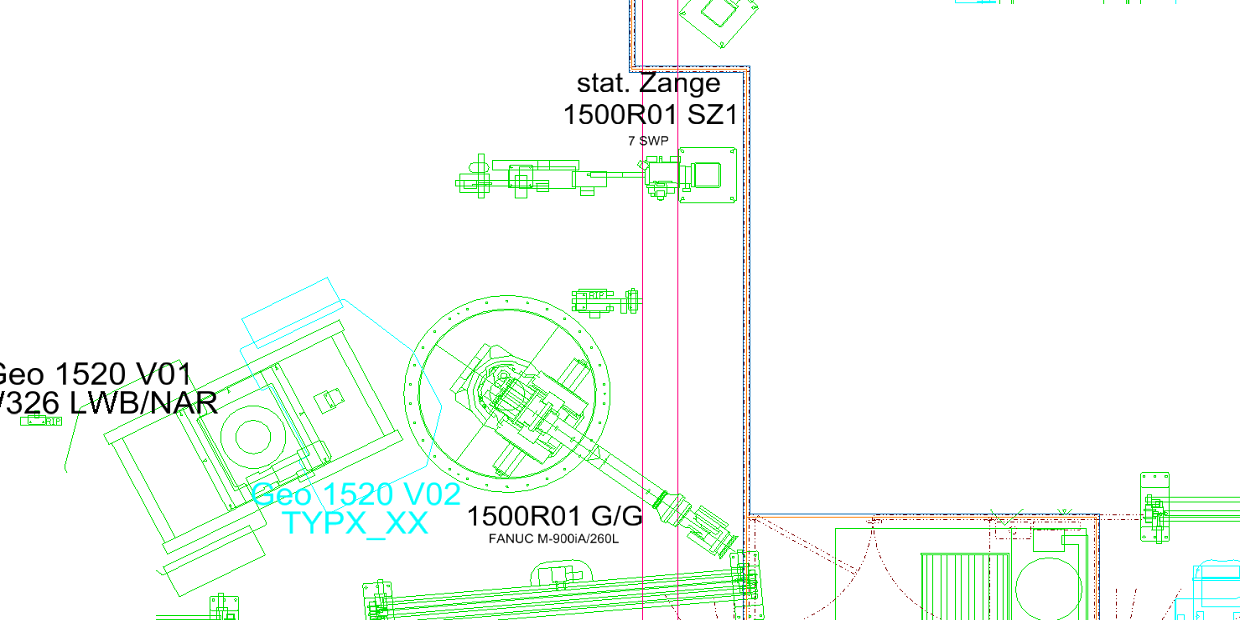 stat. Zange
1500R01 SZ1
7 SWP
Geo 1520 V01
/326 LWB/NAR
Geo 1520 V02
TYPX_XX
1500R01 G/G
FANUC M-900iA/260L